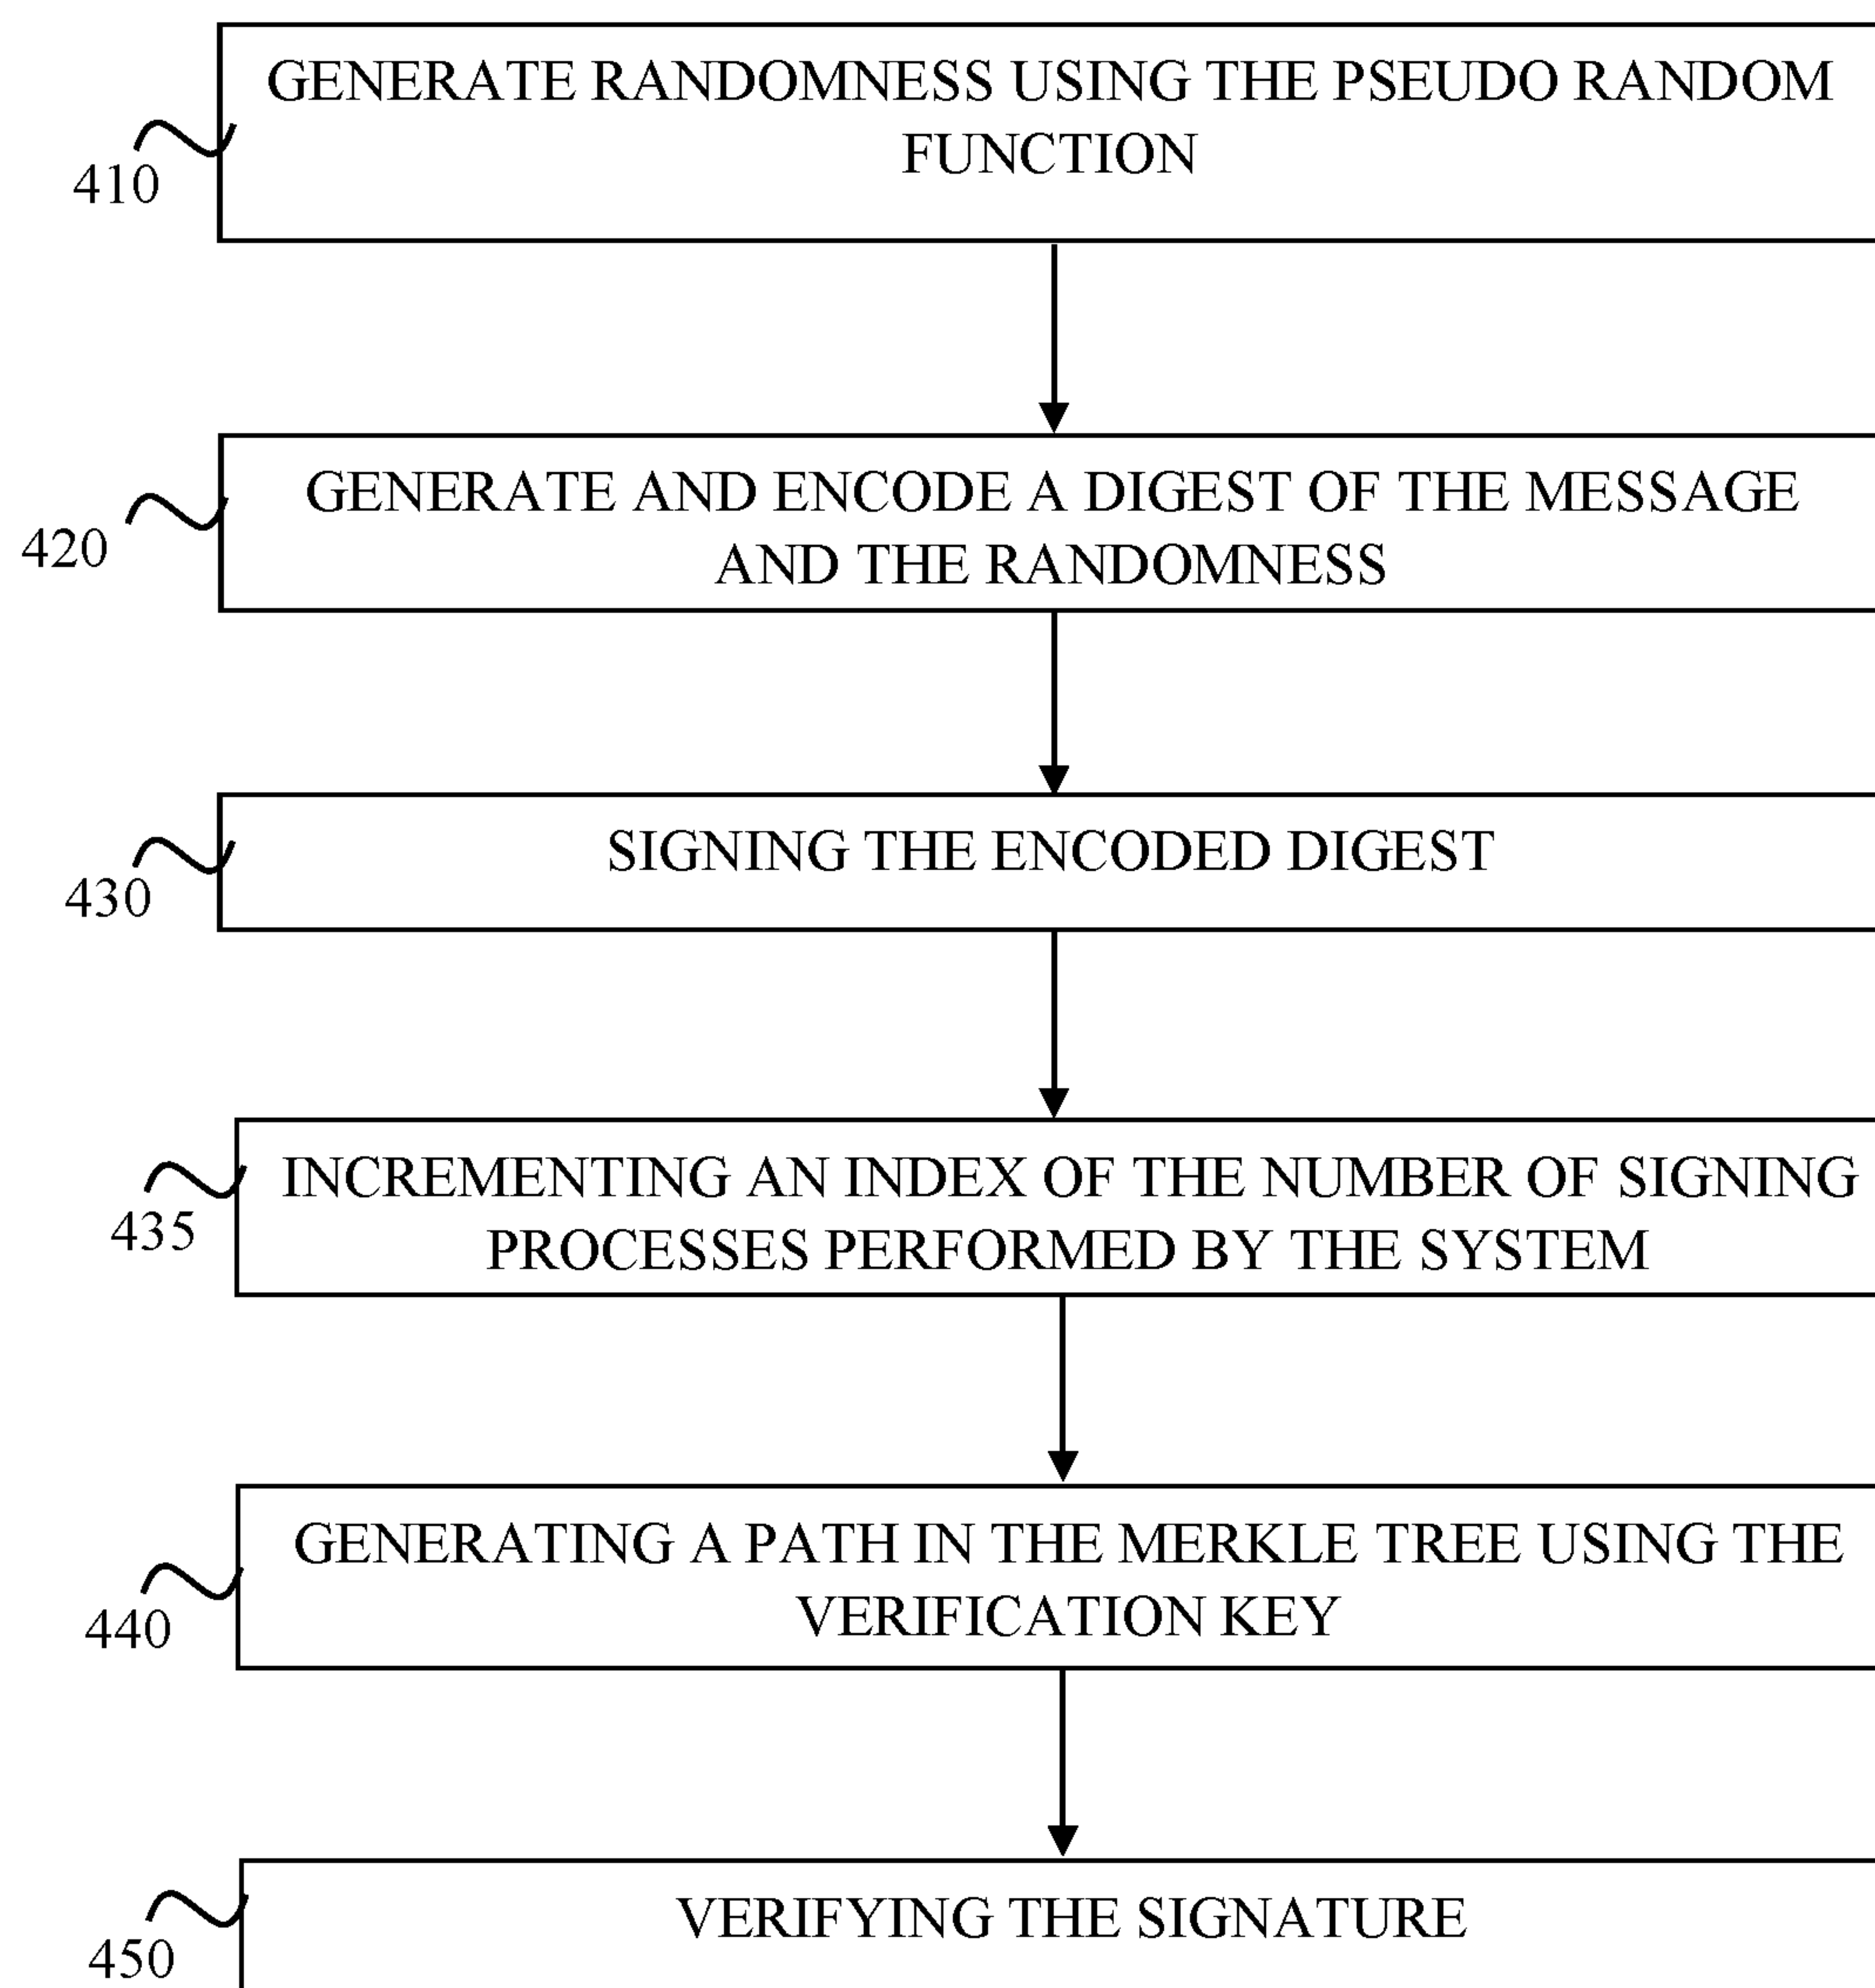 GENERATE RANDOMNESS USING THE PSEUDO RANDOM
FUNCTION
410
GENERATE AND ENCODE A DIGEST OF THE MESSAGE
AND THE RANDOMNESS
420
SIGNING THE ENCODED DIGEST
430
INCREMENTING AN INDEX OF THE NUMBER OF SIGNING
PROCESSES PERFORMED BY THE SYSTEM
435
GENERATING A PATH IN THE MERKLE TREE USING THE
VERIFICATION KEY
440
VERIFYING THE SIGNATURE
450